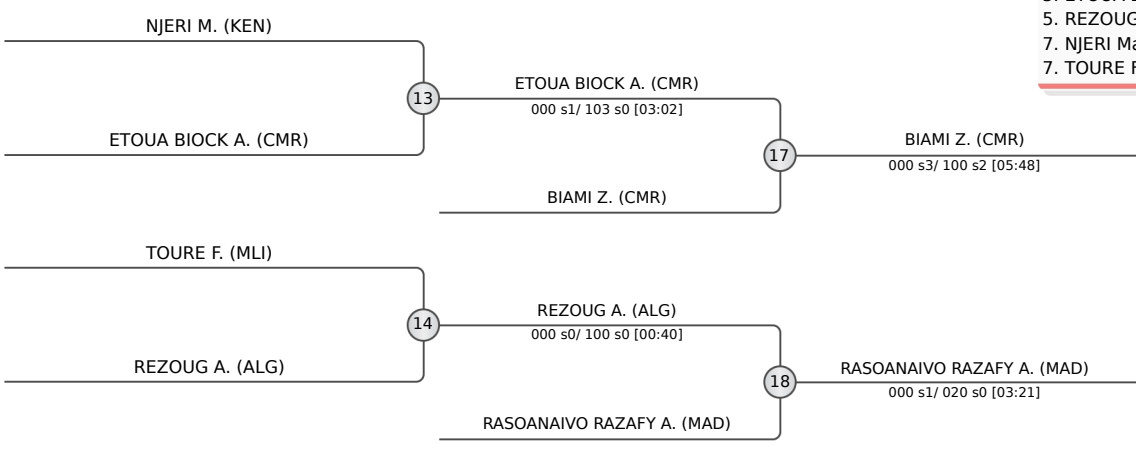 NJERI M. (KEN)
13
ETOUA BIOCK A. (CMR)
ETOUA BIOCK A. (CMR)
000 s1/ 103 s0 [03:02]
17
BIAMI Z. (CMR)
BIAMI Z. (CMR)
000 s3/ 100 s2 [05:48]
TOURE F. (MLI)
14
REZOUG A. (ALG)
REZOUG A. (ALG)
000 s0/ 100 s0 [00:40]
18
RASOANAIVO RAZAFY A. (MAD)
RASOANAIVO RAZAFY A. (MAD)
000 s1/ 020 s0 [03:21]
5. REZOUG
7. NJERI Ma
7. TOURE F